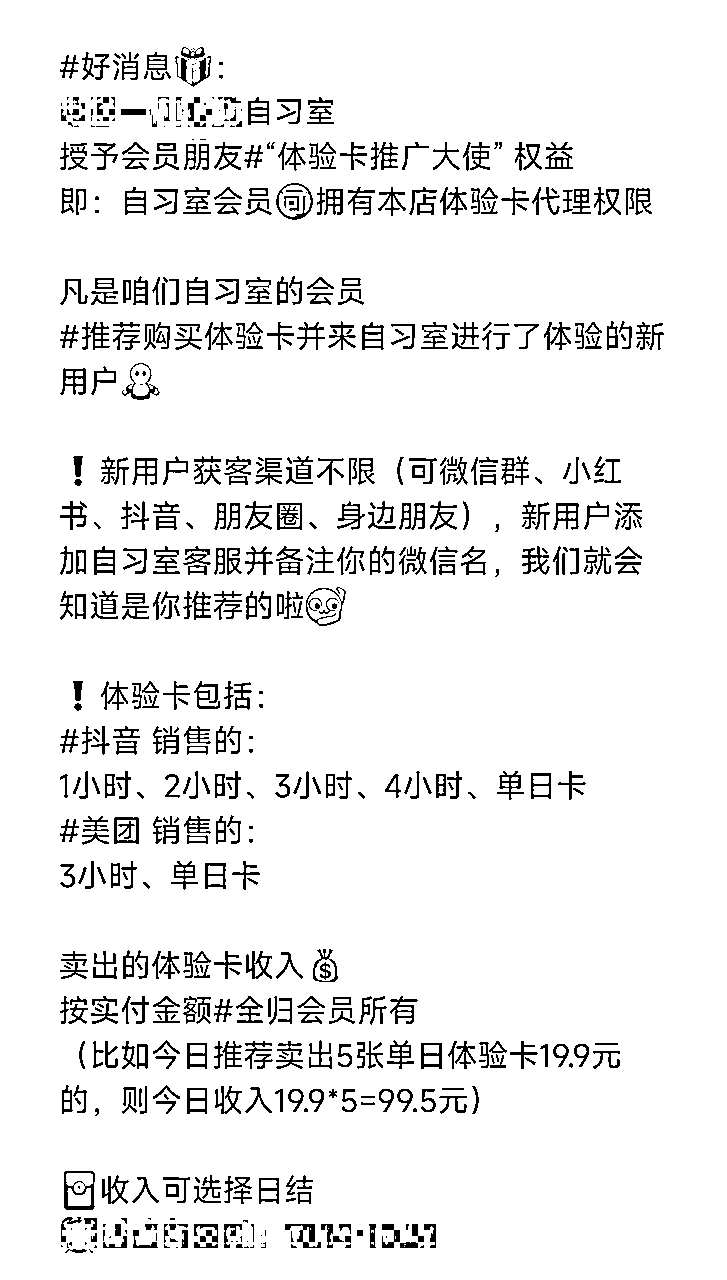 #好消息🎁：
自习室
授予会员朋友#“体验卡推广大使” 权益
即：自习室会员🉑拥有本店体验卡代理权限
凡是咱们自习室的会员
#推荐购买体验卡并来自习室进行了体验的新
用户
❗新用户获客渠道不限（可微信群、小红
书、抖音、朋友圈、身边朋友），新用户添
加自习室客服并备注你的微信名，我们就会
知道是你推荐的啦
❗体验卡包括：
#抖音 销售的：
1小时、2小时、3小时、4小时、单日卡
#美团 销售的：
3小时、单日卡
卖出的体验卡收入💰
按实付金额#全归会员所有
（比如今日推荐卖出5张单日体验卡19.9元
的，则今日收入19.9*5=99.5元）
🧧收入可选择日结